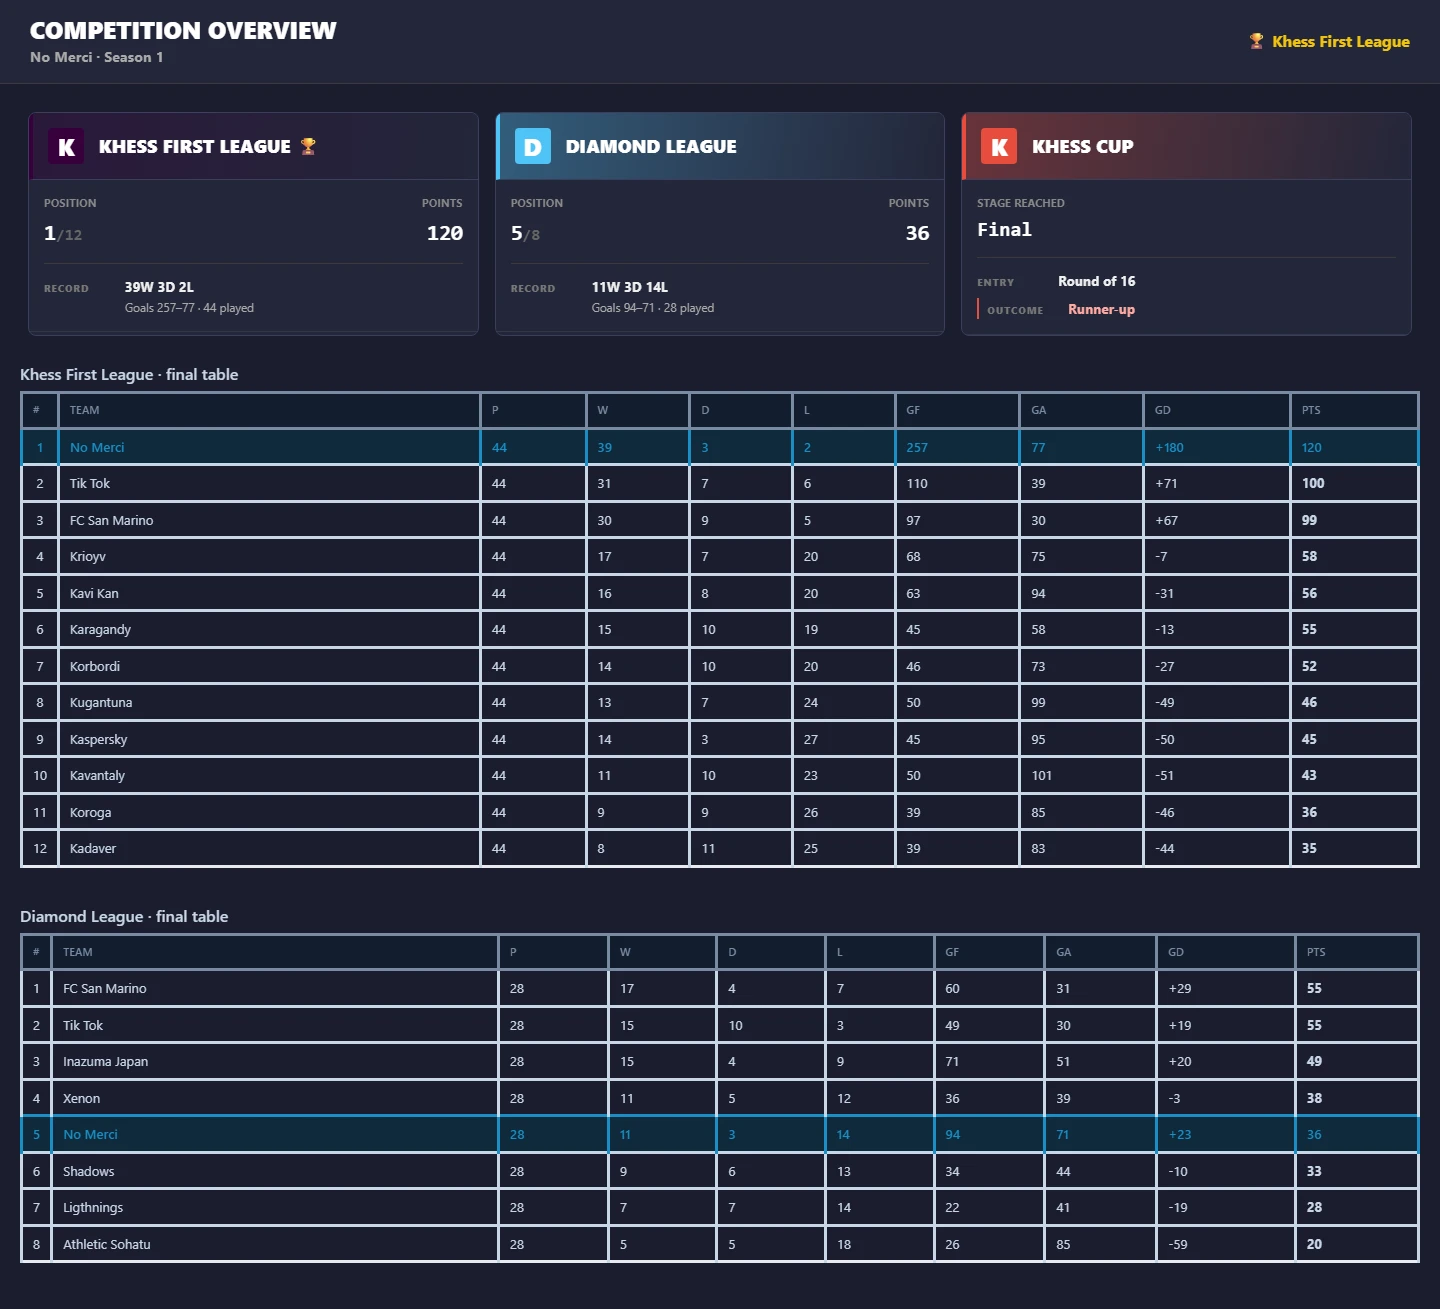 COMPETITION OVERVIEW
No Merci · Season 1
🏆 Khess First League
K KHESS FIRST LEAGUE 🏆
POSITION POINTS
1/12 120
RECORD 39W 3D 2L
Goals 257–77 · 44 played
D DIAMOND LEAGUE
POSITION POINTS
5/8 36
RECORD 11W 3D 14L
Goals 94–71 · 28 played
K KHESS CUP
STAGE REACHED
Final
ENTRY Round of 16
OUTCOME Runner-up
Khess First League · final table
# TEAM P W D L GF GA GD PTS
1 No Merci 44 39 3 2 257 77 +180 120
2 Tik Tok 44 31 7 6 110 39 +71 100
3 FC San Marino 44 30 9 5 97 30 +67 99
4 Krioyv 44 17 7 20 68 75 -7 58
5 Kavi Kan 44 16 8 20 63 94 -31 56
6 Karagandy 44 15 10 19 45 58 -13 55
7 Korbordi 44 14 10 20 46 73 -27 52
8 Kugantuna 44 13 7 24 50 99 -49 46
9 Kaspersky 44 14 3 27 45 95 -50 45
10 Kavantaly 44 11 10 23 50 101 -51 43
11 Koroga 44 9 9 26 39 85 -46 36
12 Kadaver 44 8 11 25 39 83 -44 35
Diamond League · final table
# TEAM P W D L GF GA GD PTS
1 FC San Marino 28 17 4 7 60 31 +29 55
2 Tik Tok 28 15 10 3 49 30 +19 55
3 Inazuma Japan 28 15 4 9 71 51 +20 49
4 Xenon 28 11 5 12 36 39 -3 38
5 No Merci 28 11 3 14 94 71 +23 36
6 Shadows 28 9 6 13 34 44 -10 33
7 Ligthnings 28 7 7 14 22 41 -19 28
8 Athletic Sohatu 28 5 5 18 26 85 -59 20